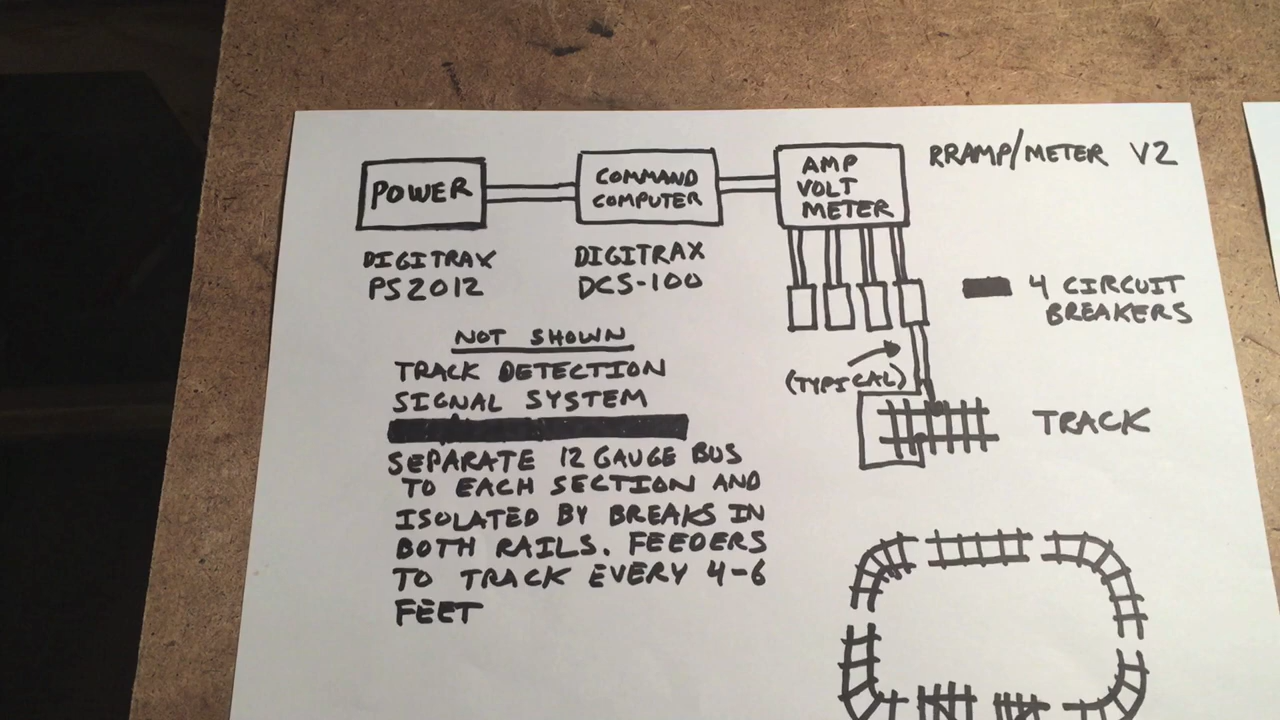 POWER
DIGITRAX
PS2012
COMMAND
COMPUTER
DIGITRAX
DCS-100
AMP
VOLT
METER
RRAMP/METER V2
4 CIRCUIT
BREAKERS
(TYPICAL)
TRACK
NOT SHOWN
TRACK DETECTION
SIGNAL SYSTEM
SEPARATE 12 GAUGE BUS
TO EACH SECTION AND
ISOLATED BY BREAKS IN
BOTH RAILS. FEEDERS
TO TRACK EVERY 4-6
FEET